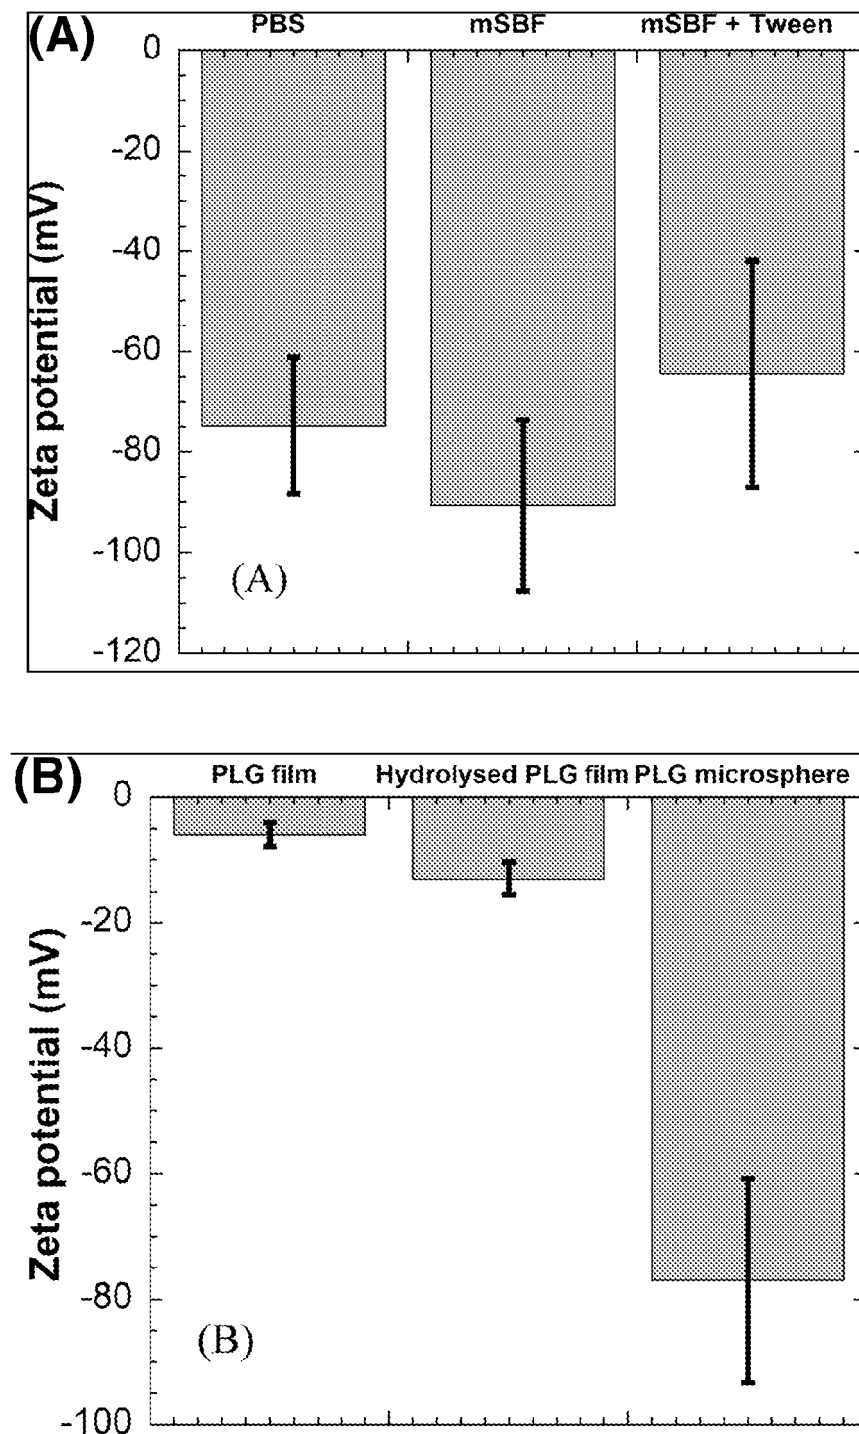 (A)
PBS mSBF mSBF + Tween
0
-20
-40
-60
-80
-100
-120
Zeta potential (mV)
(A)
(B)
PLG film Hydrolysed PLG film PLG microsphere
0
-20
-40
-60
-80
-100
Zeta potential (mV)
(B)